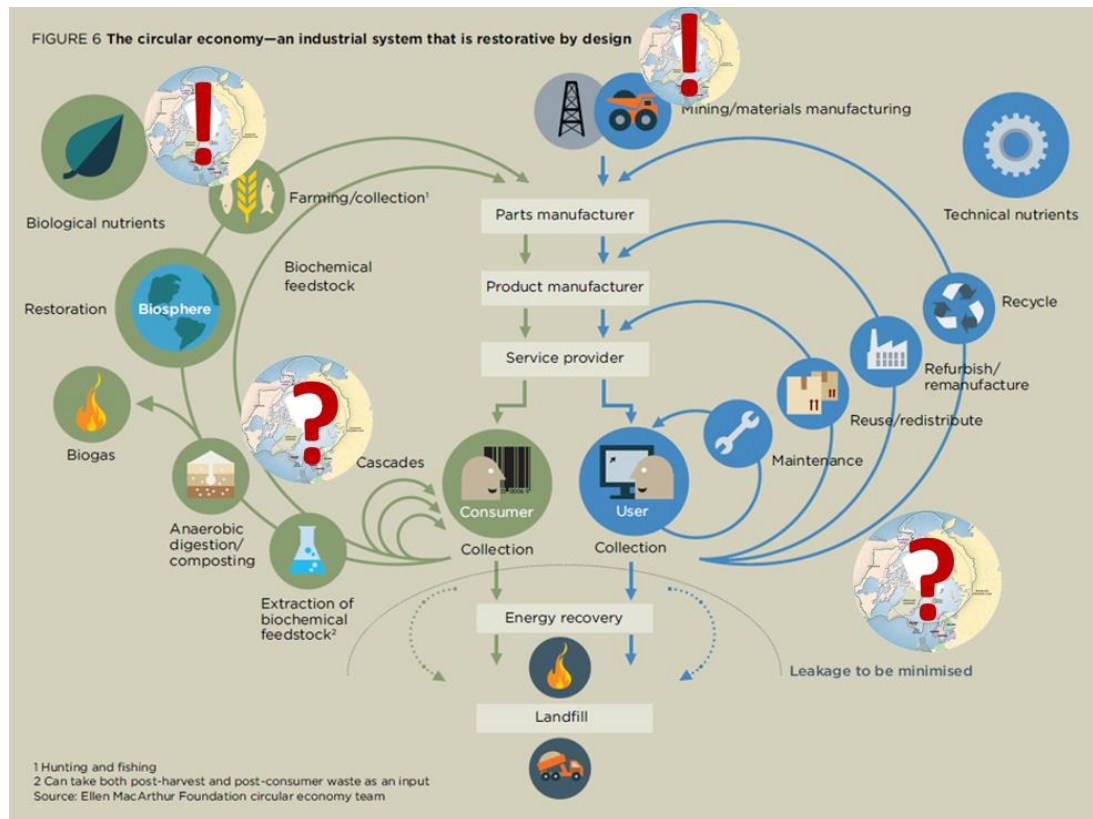 FIGURE 6 The circular economy—an industrial system that is restorative by design
!
!
Mining/materials manufacturing
Biological nutrients
Farming/collection¹
Technical nutrients
Parts manufacturer
Biochemical
feedstock
Product manufacturer
Restoration
Biosphere
Recycle
Service provider
Refurbish/
remanufacture
?
Reuse/redistribute
Biogas
Cascades
Maintenance
Consumer
User
Anaerobic
digestion/
composting
Collection
Collection
?
Extraction of
biochemical
feedstock²
Energy recovery
Leakage to be minimised
Landfill
1 Hunting and fishing
2 Can take both post-harvest and post-consumer waste as an input
Source: Ellen MacArthur Foundation circular economy team